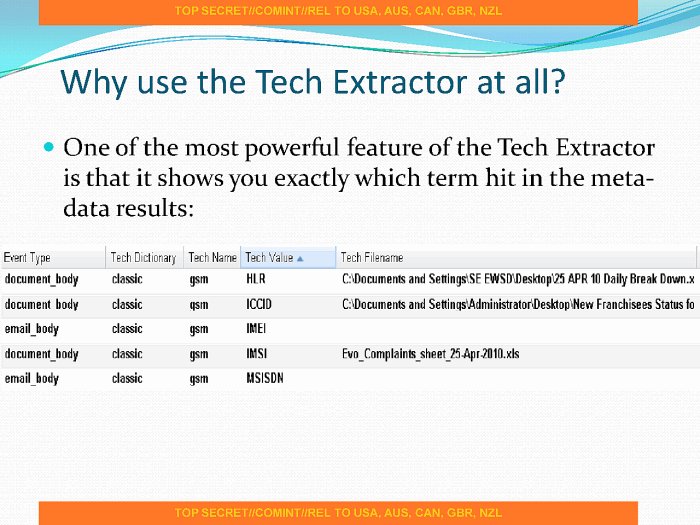 TOP SECRET//COMINT//REL TO USA, AUS, CAN, GBR, NZL
Why use the Tech Extractor at all?
One of the most powerful feature of the Tech Extractor
is that it shows you exactly which term hit in the meta-
data results:
Event Type Tech Dictionary Tech Name Tech Value Tech Filename
document_body classic gsm HLR C:\Documents and Settings\SE EWSD\Desktop\25 APR 10 Daily Break Down.x
document_body classic gsm ICCID C:\Documents and Settings\Administrator\Desktop\New Franchisees Status fo
email_body classic gsm IMEI
document_body classic gsm IMSI Evo_Complaints_sheet_25-Apr-2010.xls
email_body classic gsm MSISDN
TOP SECRET//COMINT//REL TO USA, AUS, CAN, GBR, NZL